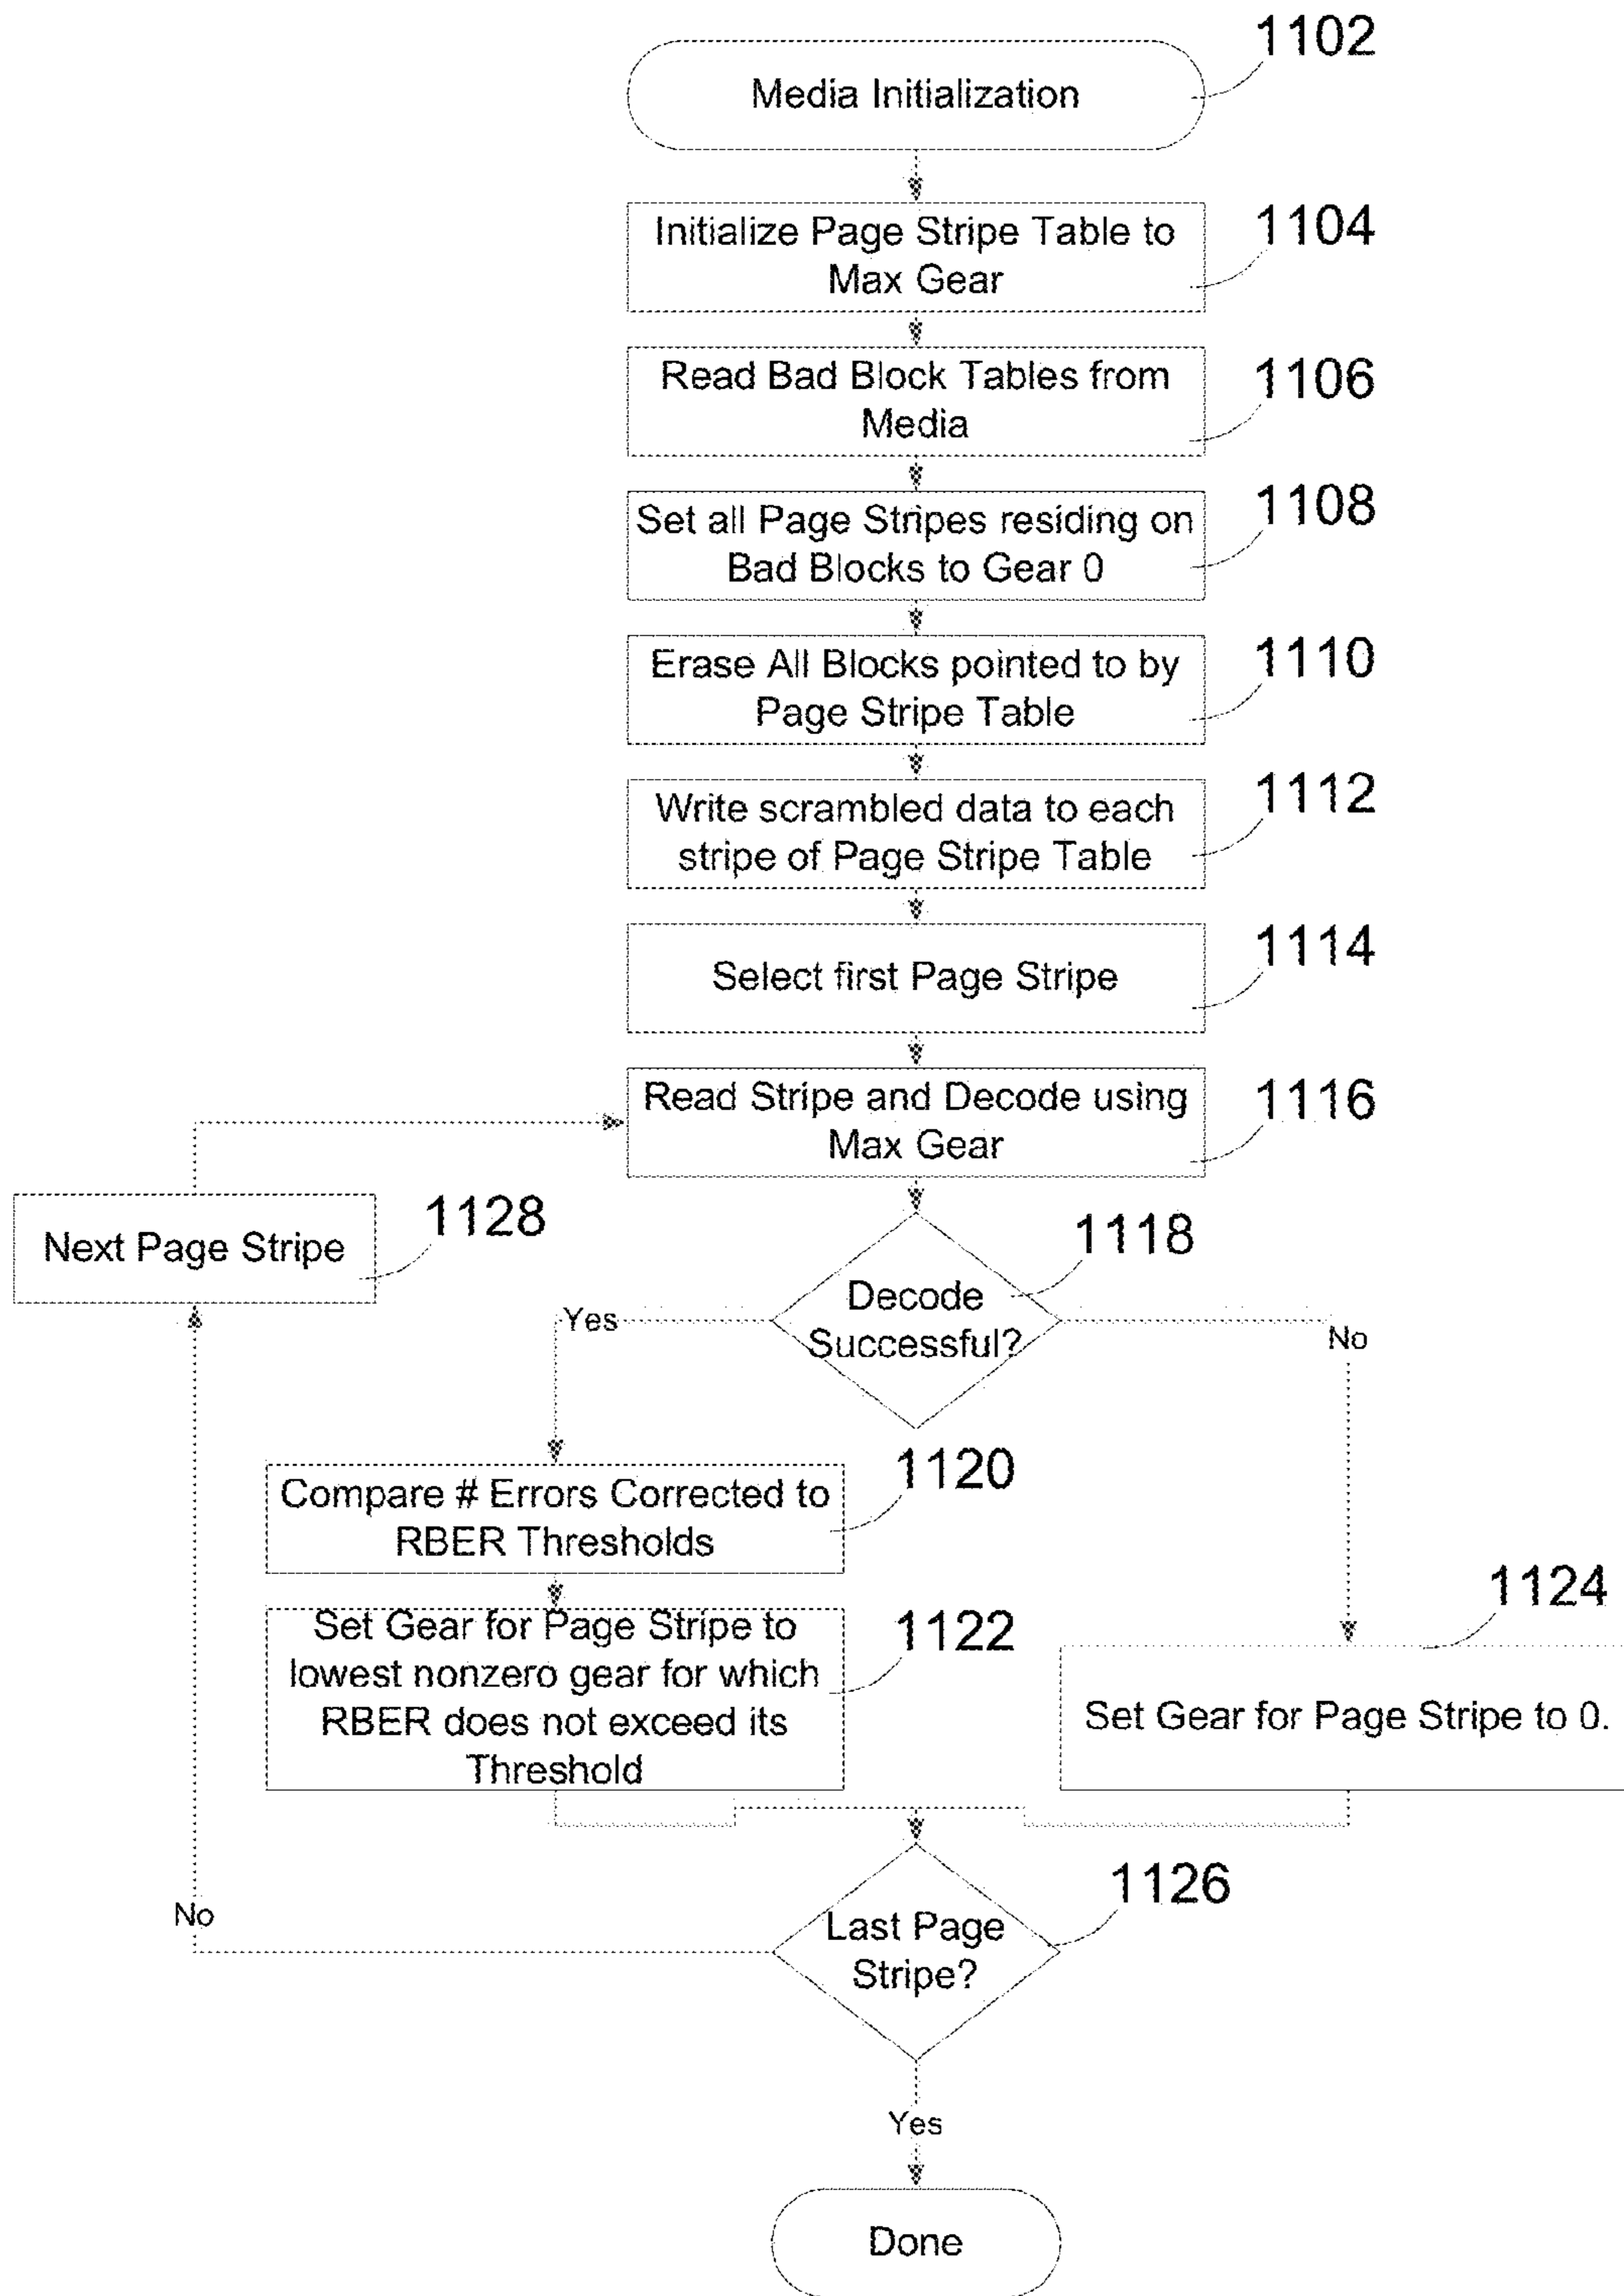 1102
Media Initialization
Initialize Page Stripe Table to
Max Gear
1104
Read Bad Block Tables from
Media
1106
Set all Page Stripes residing on
Bad Blocks to Gear 0
1108
Erase All Blocks pointed to by
Page Stripe Table
1110
Write scrambled data to each
stripe of Page Stripe Table
1112
Select first Page Stripe
1114
Read Stripe and Decode using
Max Gear
1116
Next Page Stripe
1128
1118
Decode
Successful?
Yes
No
Compare # Errors Corrected to
RBER Thresholds
1120
Set Gear for Page Stripe to
lowest nonzero gear for which
RBER does not exceed its
Threshold
1122
1124
Set Gear for Page Stripe to 0.
1126
Last Page
Stripe?
No
Yes
Done